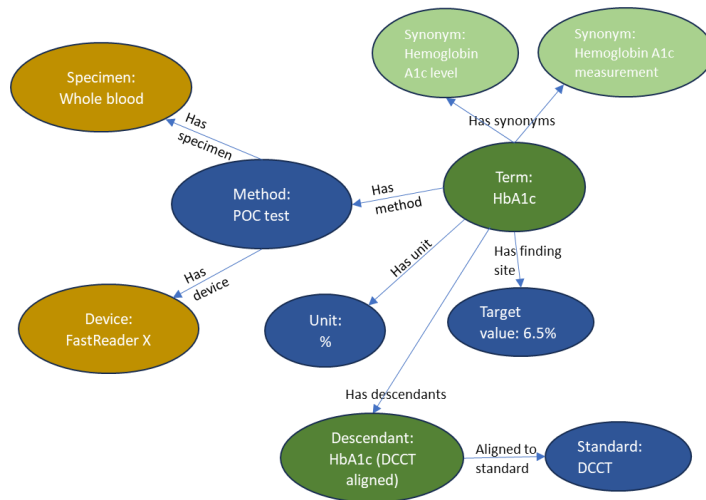 Synonym:
Hemoglobin
A1c level
Synonym:
Hemoglobin A1c
measurement
Specimen:
Whole blood
Has
specimen
Has synonyms
Method:
POC test
Has
method
Term:
HbA1c
Has
device
Has unit
Has finding
site
Device:
FastReader X
Unit:
%
Target
value: 6.5%
Has descendants
Descendant:
HbA1c (DCCT
aligned)
Aligned to
standard
Standard:
DCCT